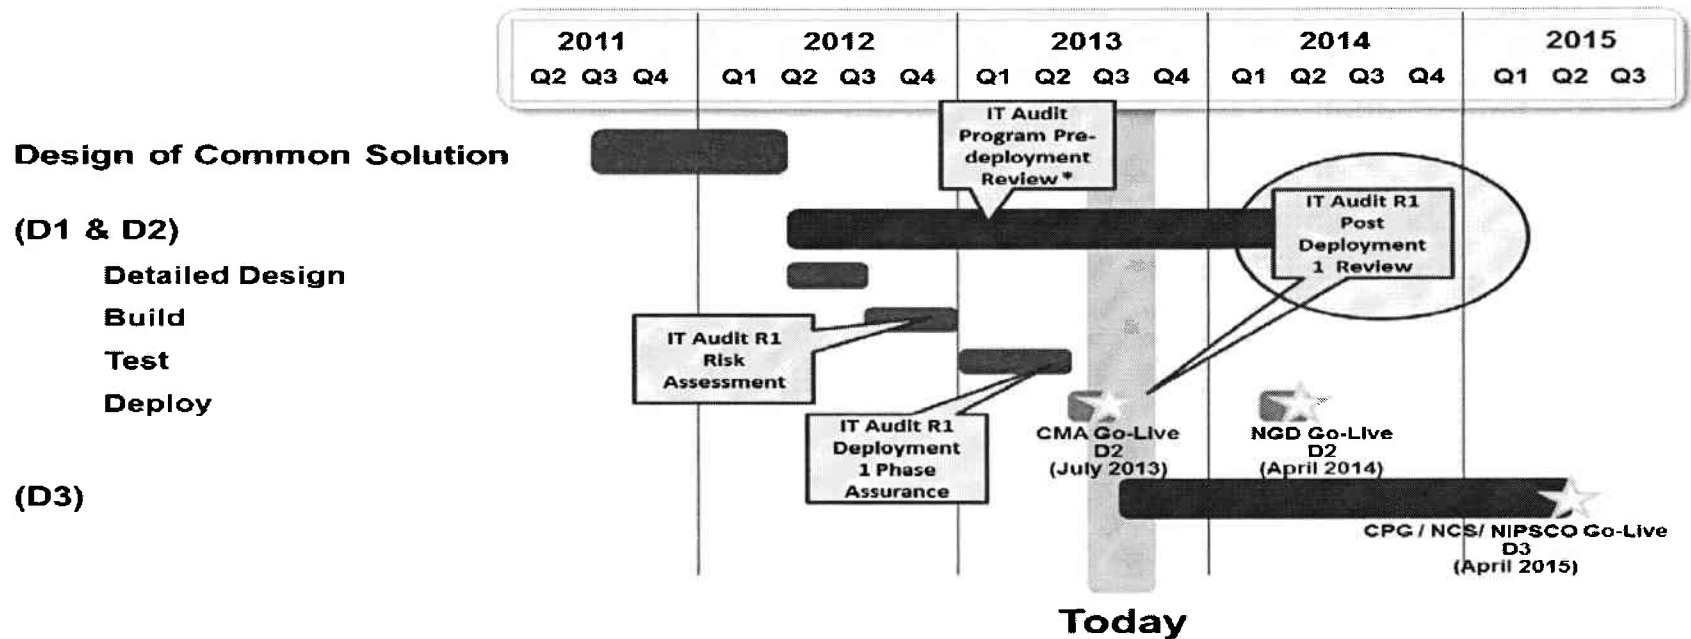 2011 2012 2013 2014 2015
Q2 Q3 Q4 Q1 Q2 Q3 Q4 Q1 Q2 Q3 Q4 Q1 Q2 Q3 Q4 Q1 Q2 Q3
IT Audit
Program Pre-
deployment
Review *
Design of Common Solution
IT Audit R1
Post
Deployment
1 Review
(D1 & D2)
Detailed Design
Build
IT Audit R1
Risk
Assessment
Test
Deploy
IT Audit R1
Deployment
1 Phase
Assurance
CMA Go-Live
D2
(July 2013)
NGD Go-Live
D2
(April 2014)
(D3)
CPG / NCS/ NIPSCO Go-Live
D3
(April 2015)
Today